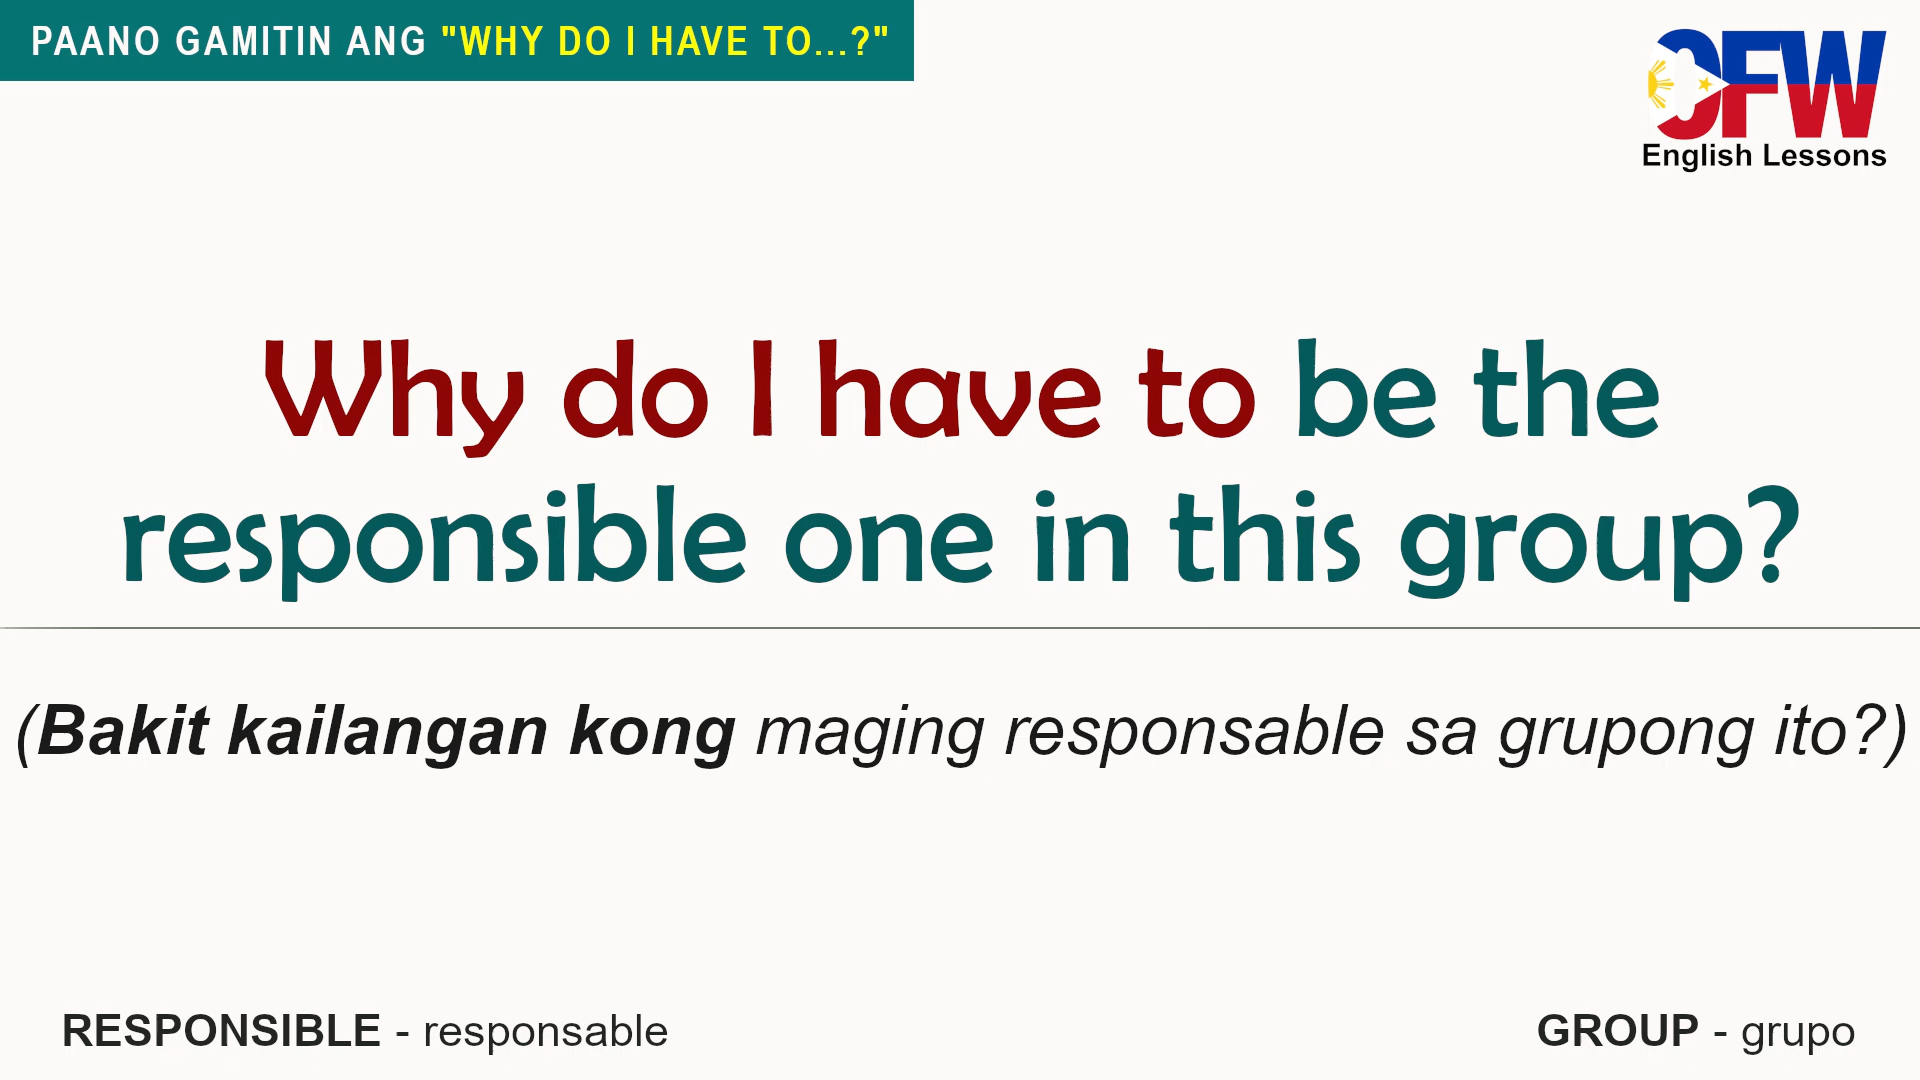 PAANO GAMITIN ANG "WHY DO I HAVE TO...?"
OFW
English Lessons
Why do I have to be the
responsible one in this group?
(Bakit kailangan kong maging responsable sa grupong ito?)
RESPONSIBLE - responsable
GROUP - grupo